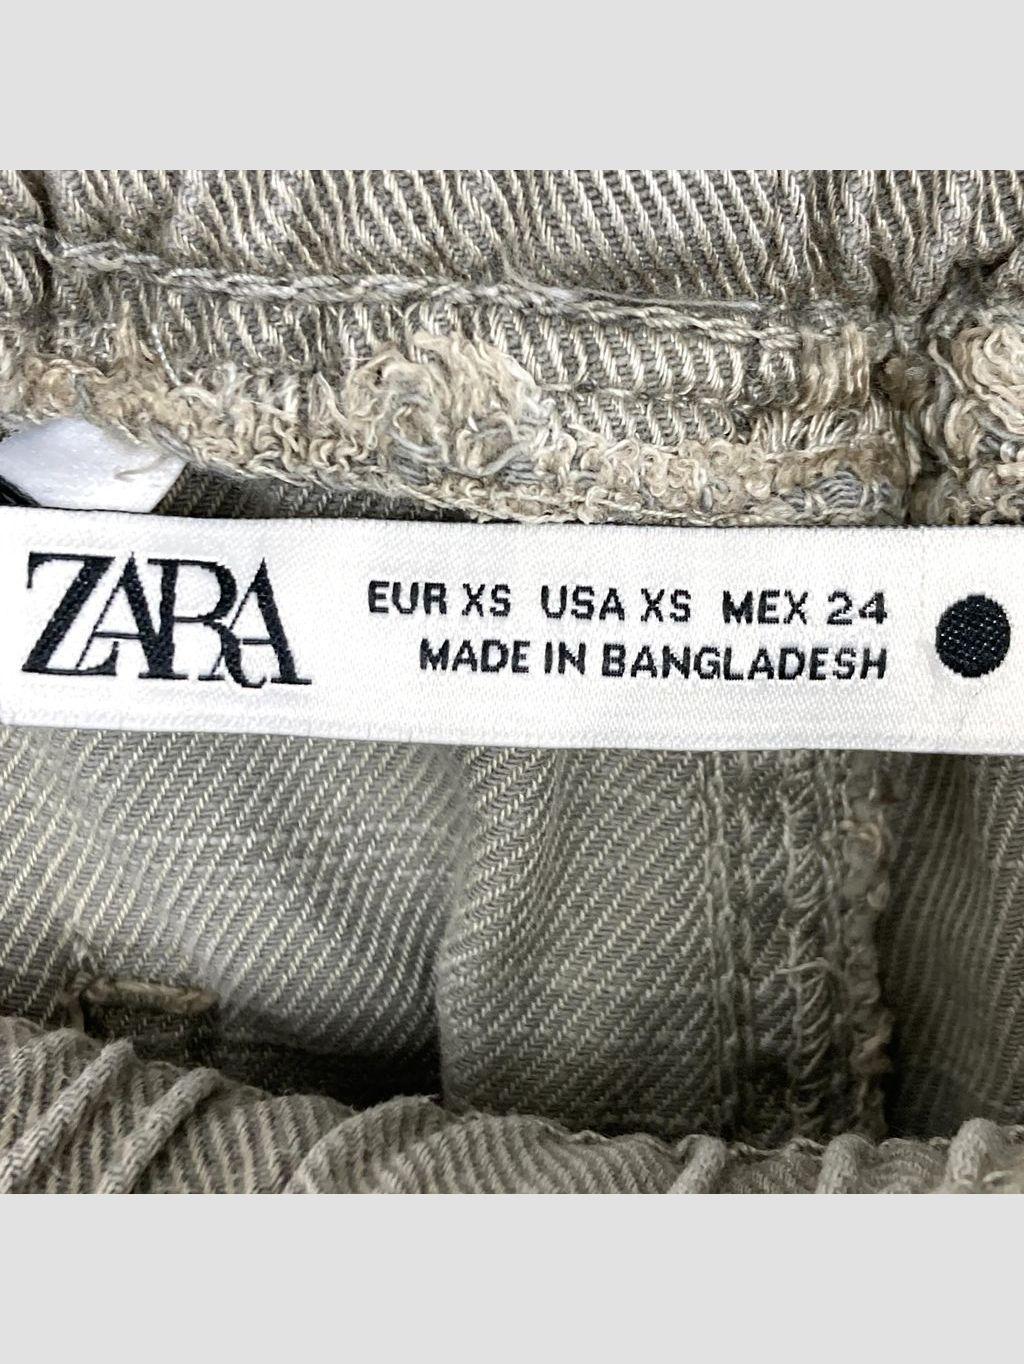 ZARA
EUR XS USA XS MEX 24
MADE IN BANGLADESH